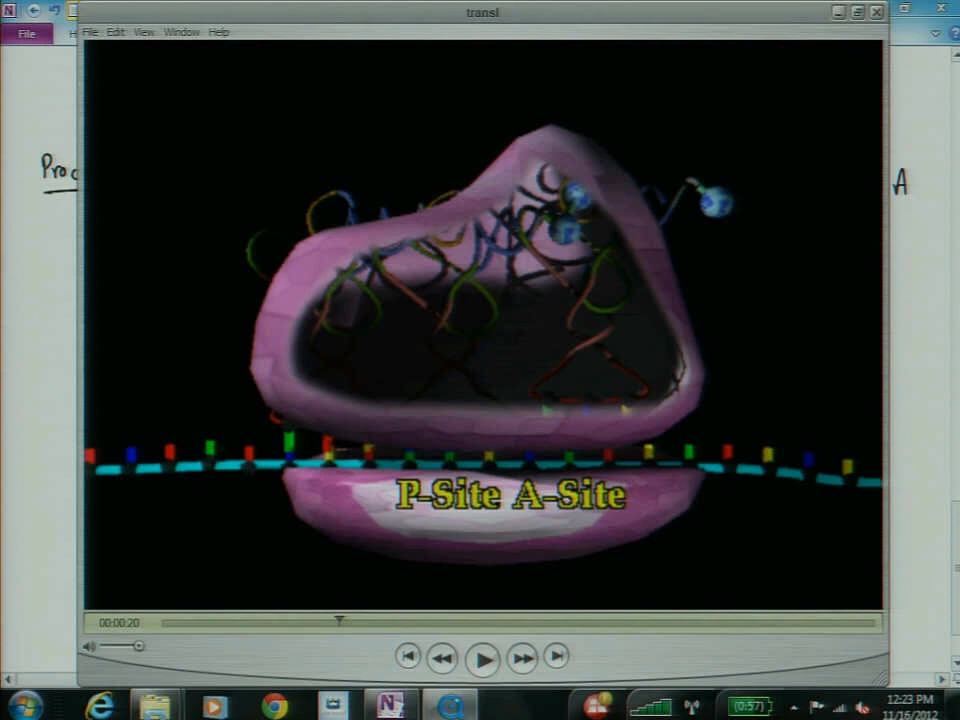 transl
File
File Edit View Window Help
A
P-Site A-Site
00:00:20
(0:57)
12:23 PM
11/16/2012